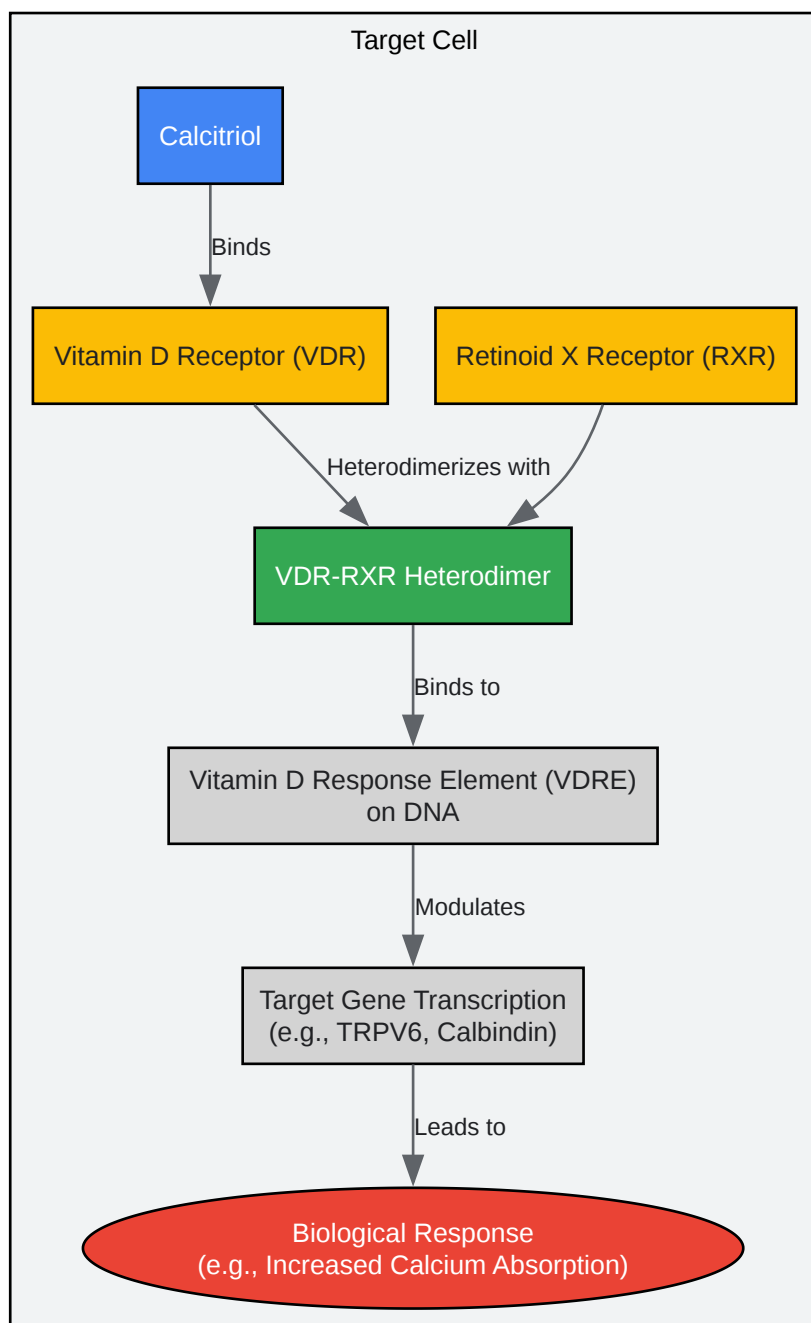 Target Cell
Calcitriol
Binds
Vitamin D Receptor (VDR)
Retinoid X Receptor (RXR)
Heterodimerizes with
VDR-RXR Heterodimer
Binds to
Vitamin D Response Element (VDRE)
on DNA
Modulates
Target Gene Transcription
(e.g., TRPV6, Calbindin)
Leads to
Biological Response
(e.g., Increased Calcium Absorption)